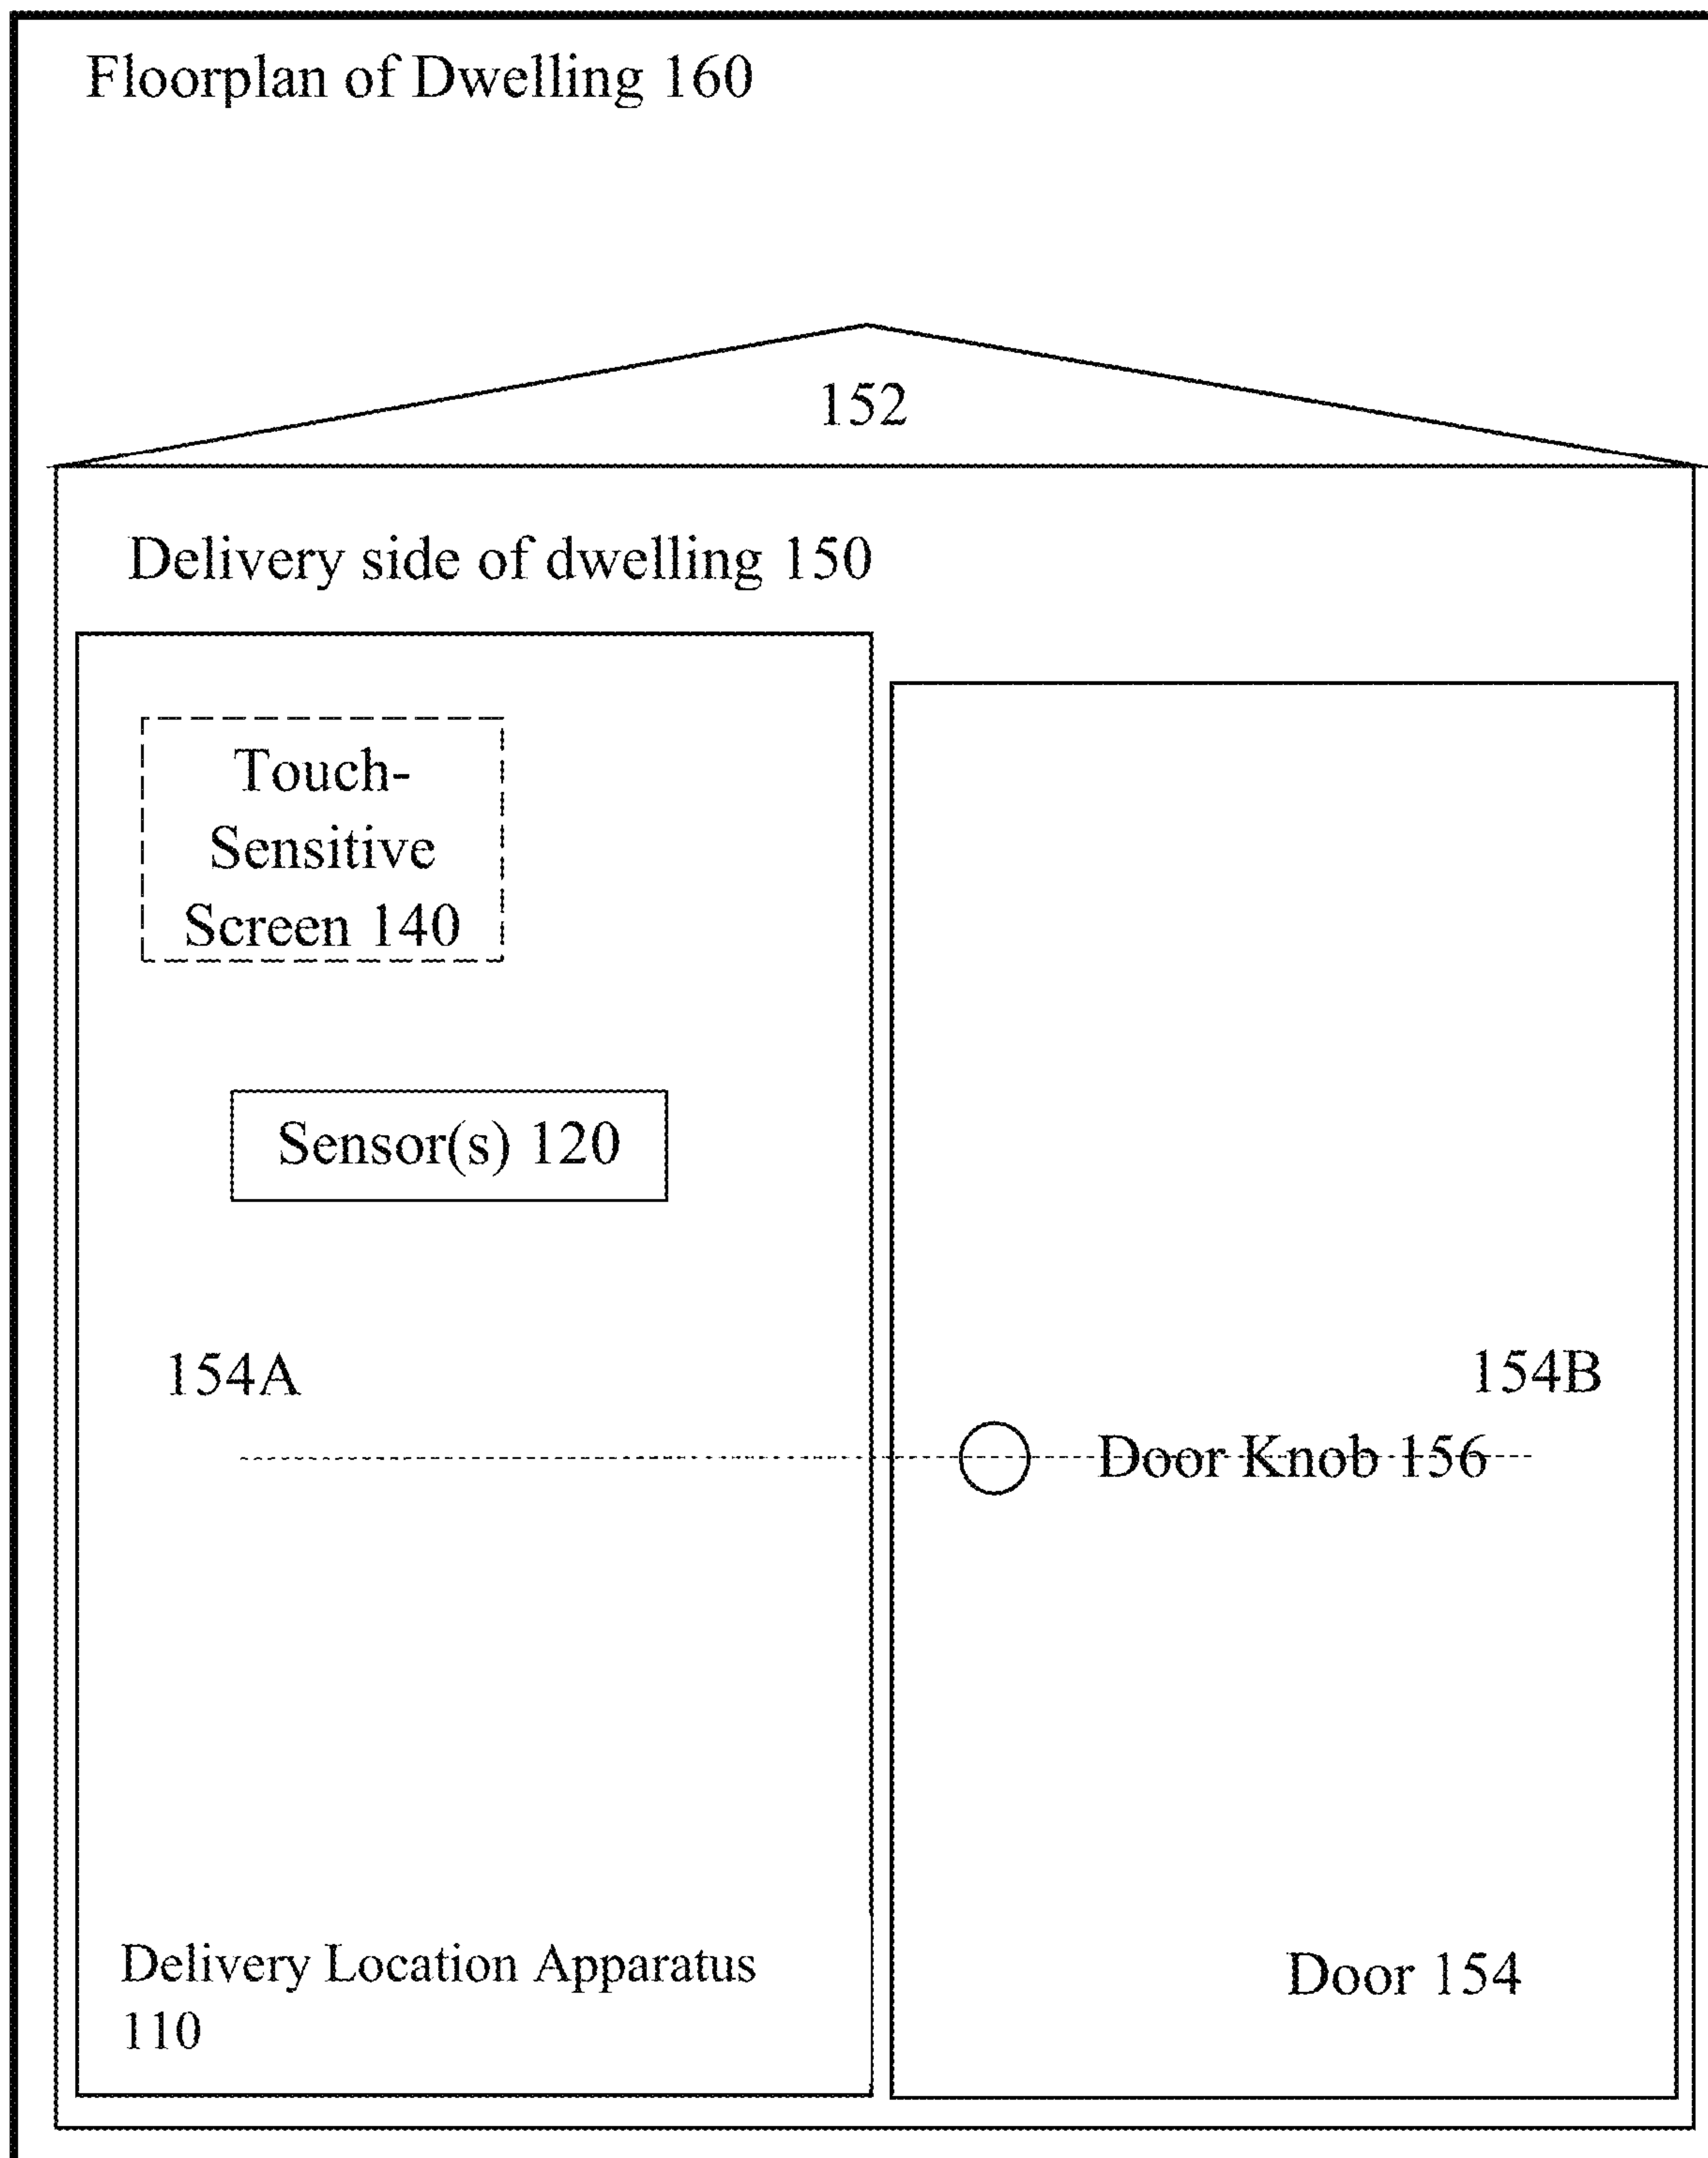 Floorplan of Dwelling 160
152
Delivery side of dwelling 150
Touch-
Sensitive
Screen 140
Sensor(s) 120
154A
154B
Door Knob 156
Delivery Location Apparatus
110
Door 154